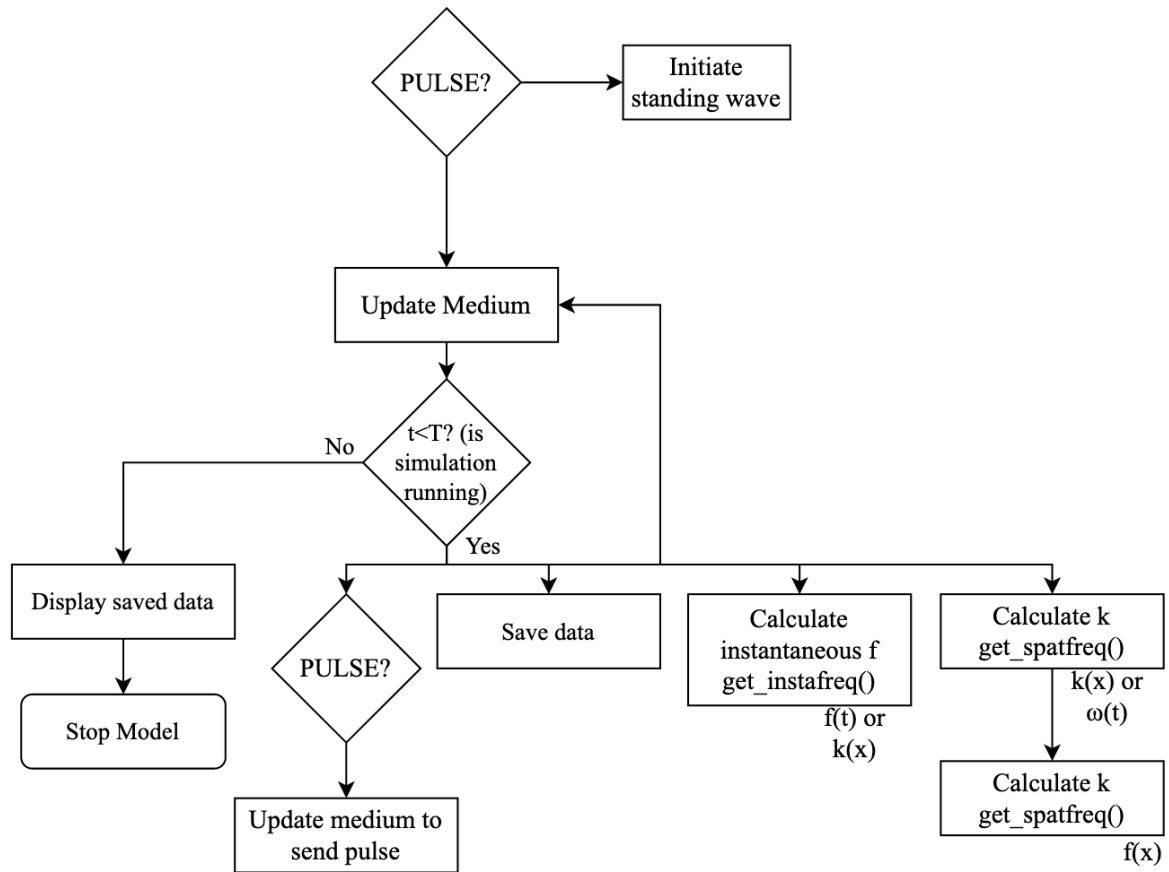 PULSE?
Initiate
standing wave
Update Medium
t<T? (is
simulation
running)
No
Yes
Display saved data
Stop Model
PULSE?
Update medium to
send pulse
Save data
Calculate
instantaneous f
get_instafreq()
f(t) or
k(x)
Calculate k
get_spatfreq()
k(x) or
ω(t)
Calculate k
get_spatfreq()
f(x)